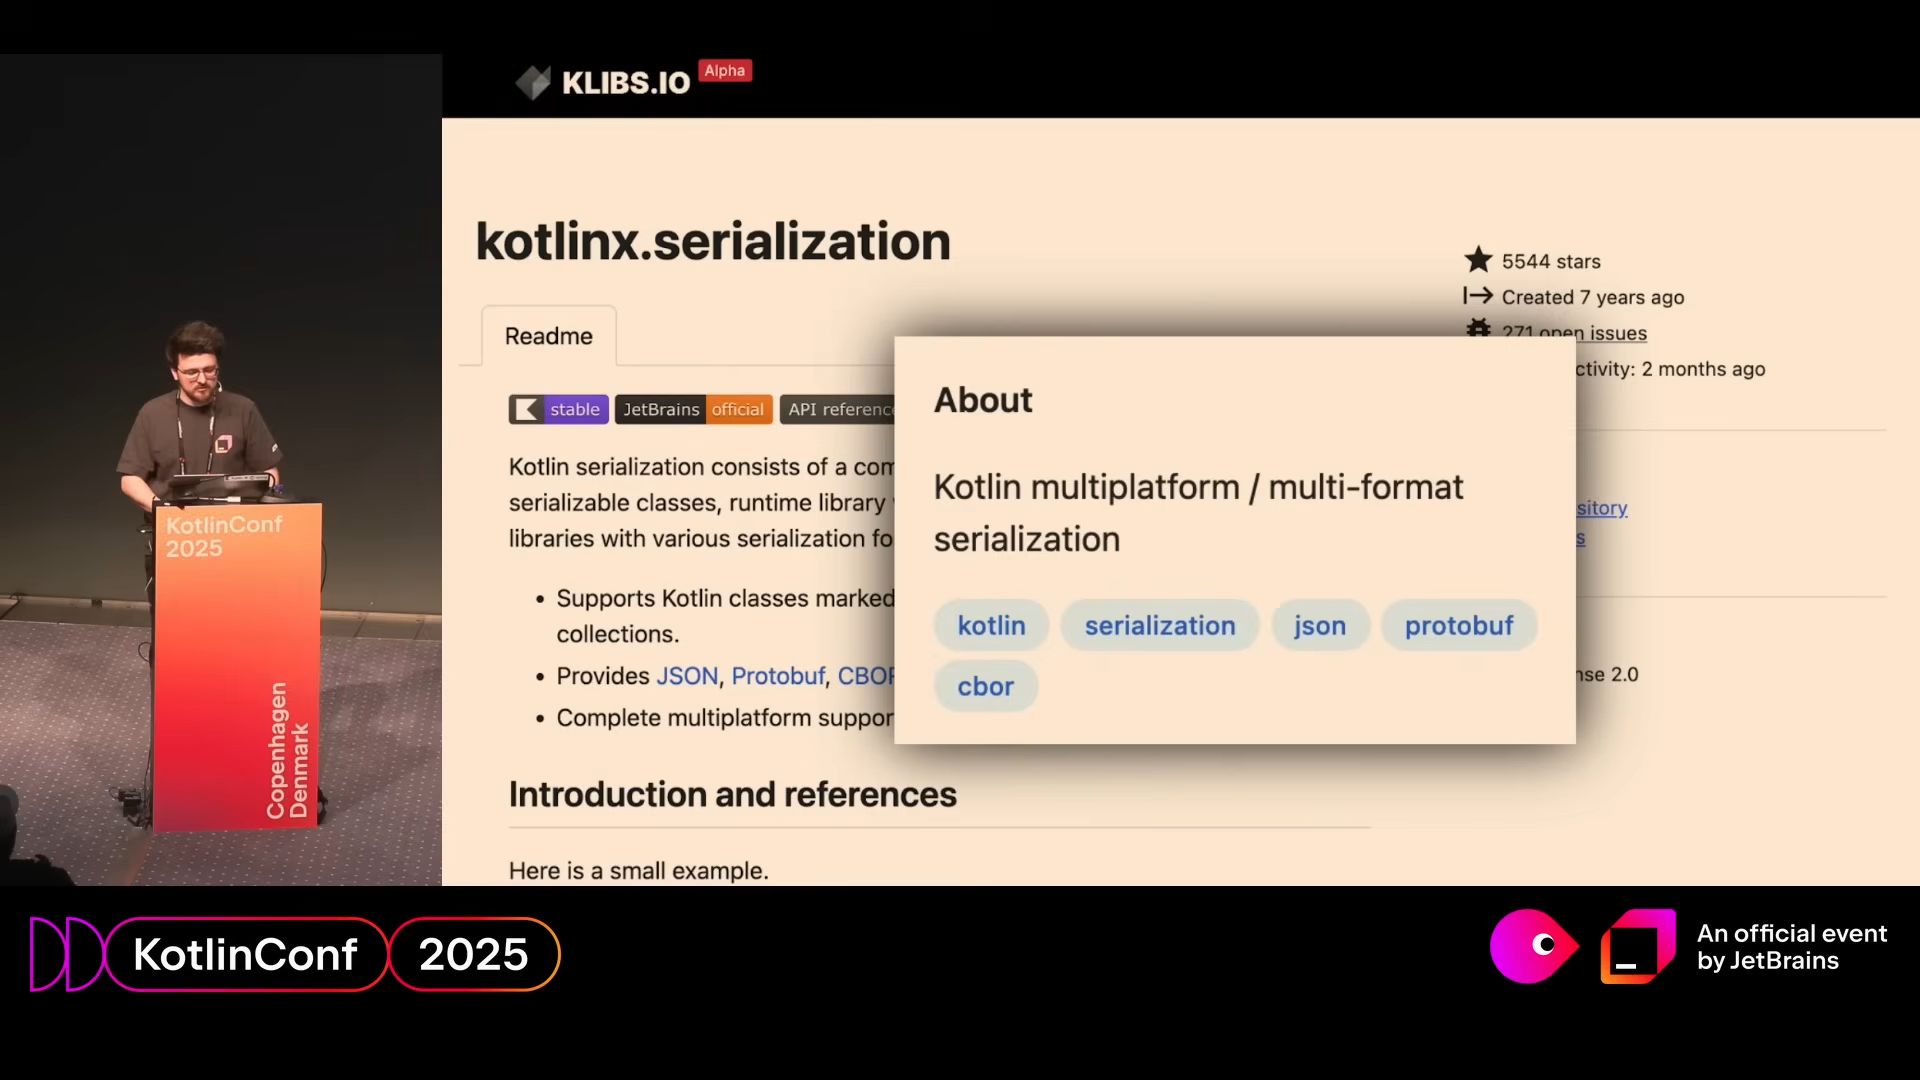 KLIBS.IO Alpha
kotlinx.serialization
5544 stars
Created 7 years ago
271 open issues
ctivity: 2 months ago
Readme
stable JetBrains official API reference
Kotlin serialization consists of a com
serializable classes, runtime library
libraries with various serialization fo
• Supports Kotlin classes marked
collections.
• Provides JSON, Protobuf, CBOR
• Complete multiplatform suppor
Introduction and references
Here is a small example.
About
Kotlin multiplatform / multi-format
serialization
kotlin serialization json protobuf
cbor
sitory
s
nse 2.0
KotlinConf
2025
Copenhagen
Denmark
KotlinConf 2025
An official event
by JetBrains